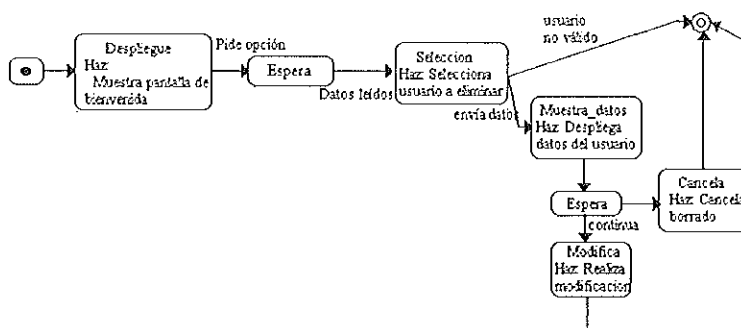 Despliegue
Haz:
Muestra pantalla de
bienvenida
Pide opción
Espera
Datos leídos
Seleccion
Haz: Selecciona
usuario a eliminar
usuario
no válido
envía datos
Muestra_datos
Haz: Despliega
datos del usuario
Espera
continua
Cancela
Haz: Cancela
borrado
Modifica
Haz: Realiza
modificación